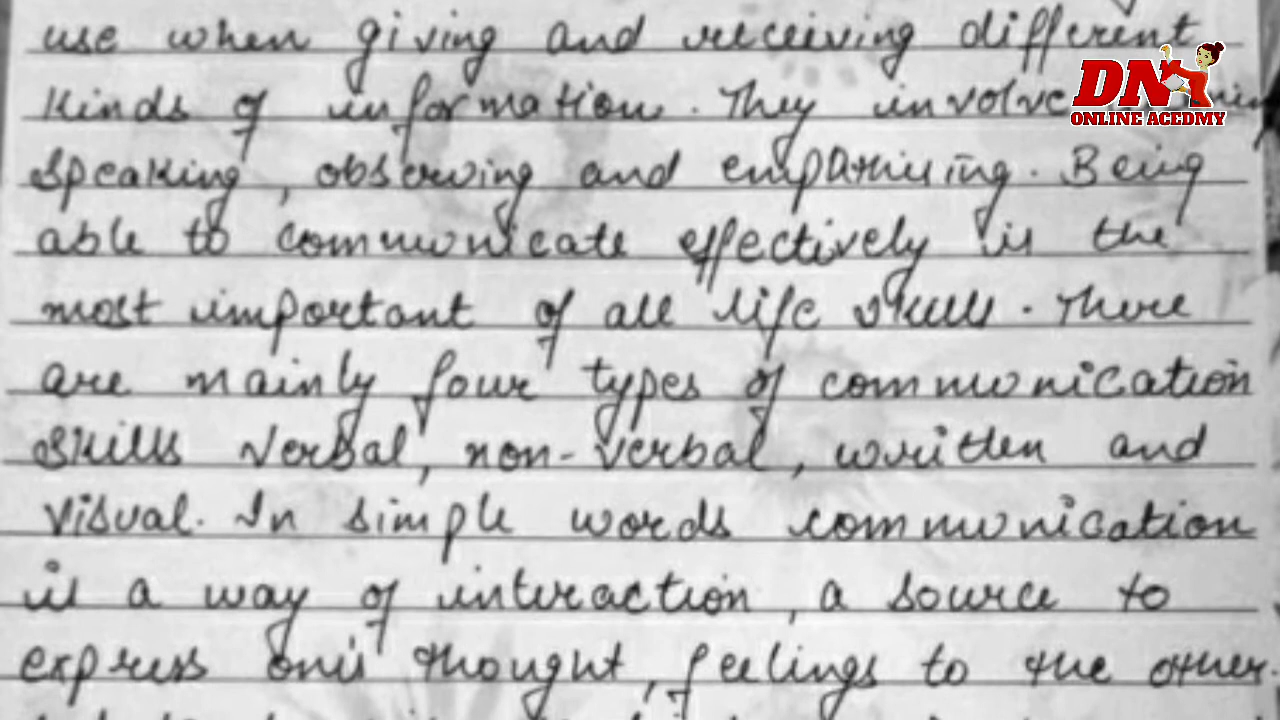 use when giving and receiving different
kinds of information. They involve
speaking, observing and empathising. Being
able to communicate effectively is the
most important of all life skills. There
are mainly four types of communication
skills verbal, non-verbal, written and
visual. In simple words communication
is a way of interaction, a source to
express one's thought, feelings to the other.
DN
ONLINE ACEDMY